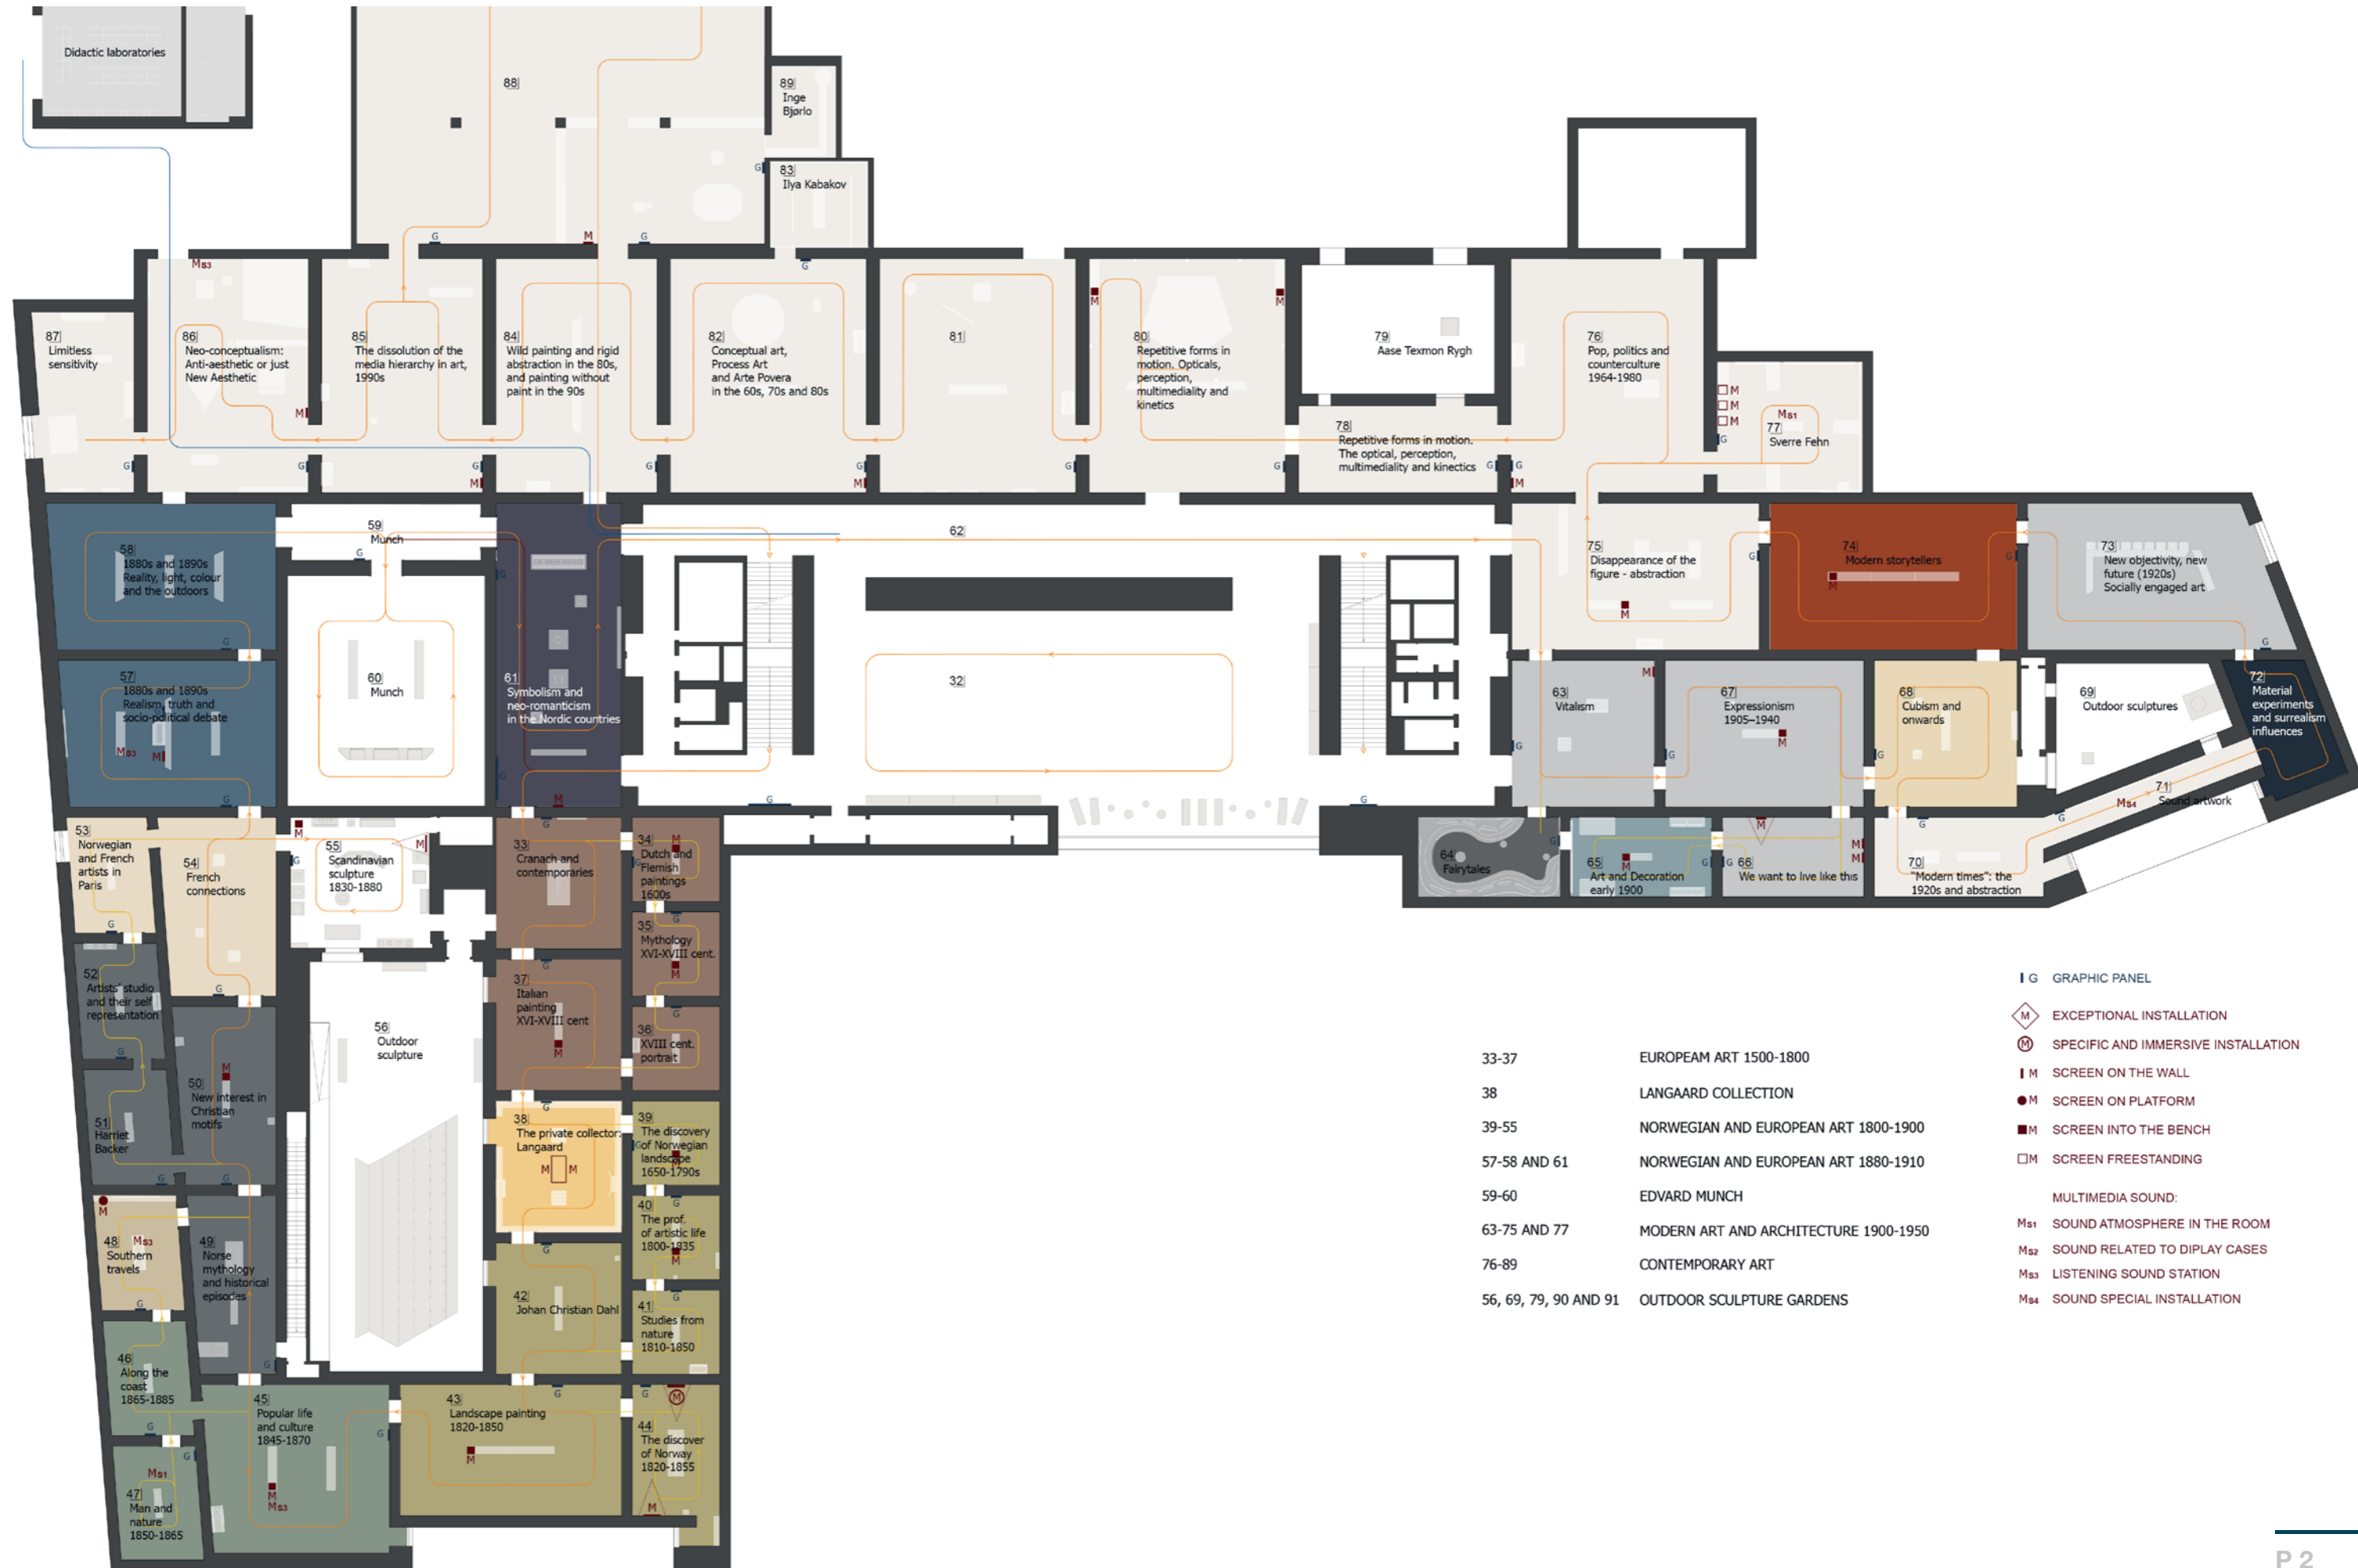 Didactic laboratories
88
89
Inge
Bjørlo
G
83
Ilya Kabakov
G
M
G
G
Ms3
87
Limitless
sensitivity
86
Neo-conceptualism:
Anti-aesthetic or just
New Aesthetic
M
85
The dissolution of the
media hierarchy in art,
1990s
84
Wild painting and rigid
abstraction in the 80s,
and painting without
paint in the 90s
82
Conceptual art,
Process Art
and Arte Povera
in the 60s, 70s and 80s
81
M
M
80
Repetitive forms in
motion. Opticals,
perception,
multimediality and
kinetics
79
Aase Texmon Rygh
76
Pop, politics and
counterculture
1964-1980
M
M
M
Ms1
G
77
Sverre Fehn
78
Repetitive forms in motion.
The optical, perception,
multimediality and kinectics
G
G
G
G
G
G
G
G
G
M
M
M
59
Munch
G
58
1880s and 1890s
Reality, light, colour
and the outdoors
G
G
62
75
Disappearance of the
figure - abstraction
M
G
74
Modern storytellers
M
G
73
New objectivity, new
future (1920s)
Socially engaged art
G
57
1880s and 1890s
Realism, truth and
socio-political debate
Ms3
M
G
60
Munch
61
Symbolism and
neo-romanticism
in the Nordic countries
G
M
32
G
G
63
Vitalism
M
G
67
Expressionism
1905–1940
M
G
68
Cubism and
onwards
G
69
Outdoor sculptures
72
Material
experiments
and surrealism
influences
71
Sound artwork
Ms4
G
53
Norwegian
and French
artists in
Paris
G
54
French
connections
G
M
G
55
Scandinavian
sculpture
1830-1880
M
33
Cranach and
contemporaries
G
34
Dutch and
Flemish
paintings
1600s
M
G
64
Fairytales
G
65
Art and Decoration
early 1900
M
G
G
66
We want to live like this
M
M
M
70
"Modern times": the
1920s and abstraction
G
52
Artists' studio
and their self
representation
G
35
Mythology
XVI-XVIII cent.
G
M
37
Italian
painting
XVI-XVIII cent
G
M
36
XVIII cent.
portrait
G
56
Outdoor
sculpture
50
New interest in
Christian
motifs
M
G
51
Harriet
Backer
G
38
The private collector:
Langaard
G
M
M
39
The discovery
of Norwegian
landscape
1650-1790s
G
M
48
Southern
travels
M
Ms3
G
49
Norse
mythology
and historical
episodes
G
40
The prof.
of artistic life
1800-1835
G
M
42
Johan Christian Dahl
G
41
Studies from
nature
1810-1850
G
46
Along the
coast
1865-1885
G
45
Popular life
and culture
1845-1870
G
M
Ms3
43
Landscape painting
1820-1850
G
M
44
The discover
of Norway
1820-1855
G
M
M
47
Man and
nature
1850-1865
G
Ms1
33-37 EUROPEAM ART 1500-1800
38 LANGAARD COLLECTION
39-55 NORWEGIAN AND EUROPEAN ART 1800-1900
57-58 AND 61 NORWEGIAN AND EUROPEAN ART 1880-1910
59-60 EDVARD MUNCH
63-75 AND 77 MODERN ART AND ARCHITECTURE 1900-1950
76-89 CONTEMPORARY ART
56, 69, 79, 90 AND 91 OUTDOOR SCULPTURE GARDENS
G GRAPHIC PANEL
M EXCEPTIONAL INSTALLATION
M SPECIFIC AND IMMERSIVE INSTALLATION
M SCREEN ON THE WALL
M SCREEN ON PLATFORM
M SCREEN INTO THE BENCH
M SCREEN FREESTANDING
MULTIMEDIA SOUND:
Ms1 SOUND ATMOSPHERE IN THE ROOM
Ms2 SOUND RELATED TO DIPLAY CASES
Ms3 LISTENING SOUND STATION
Ms4 SOUND SPECIAL INSTALLATION
P 2